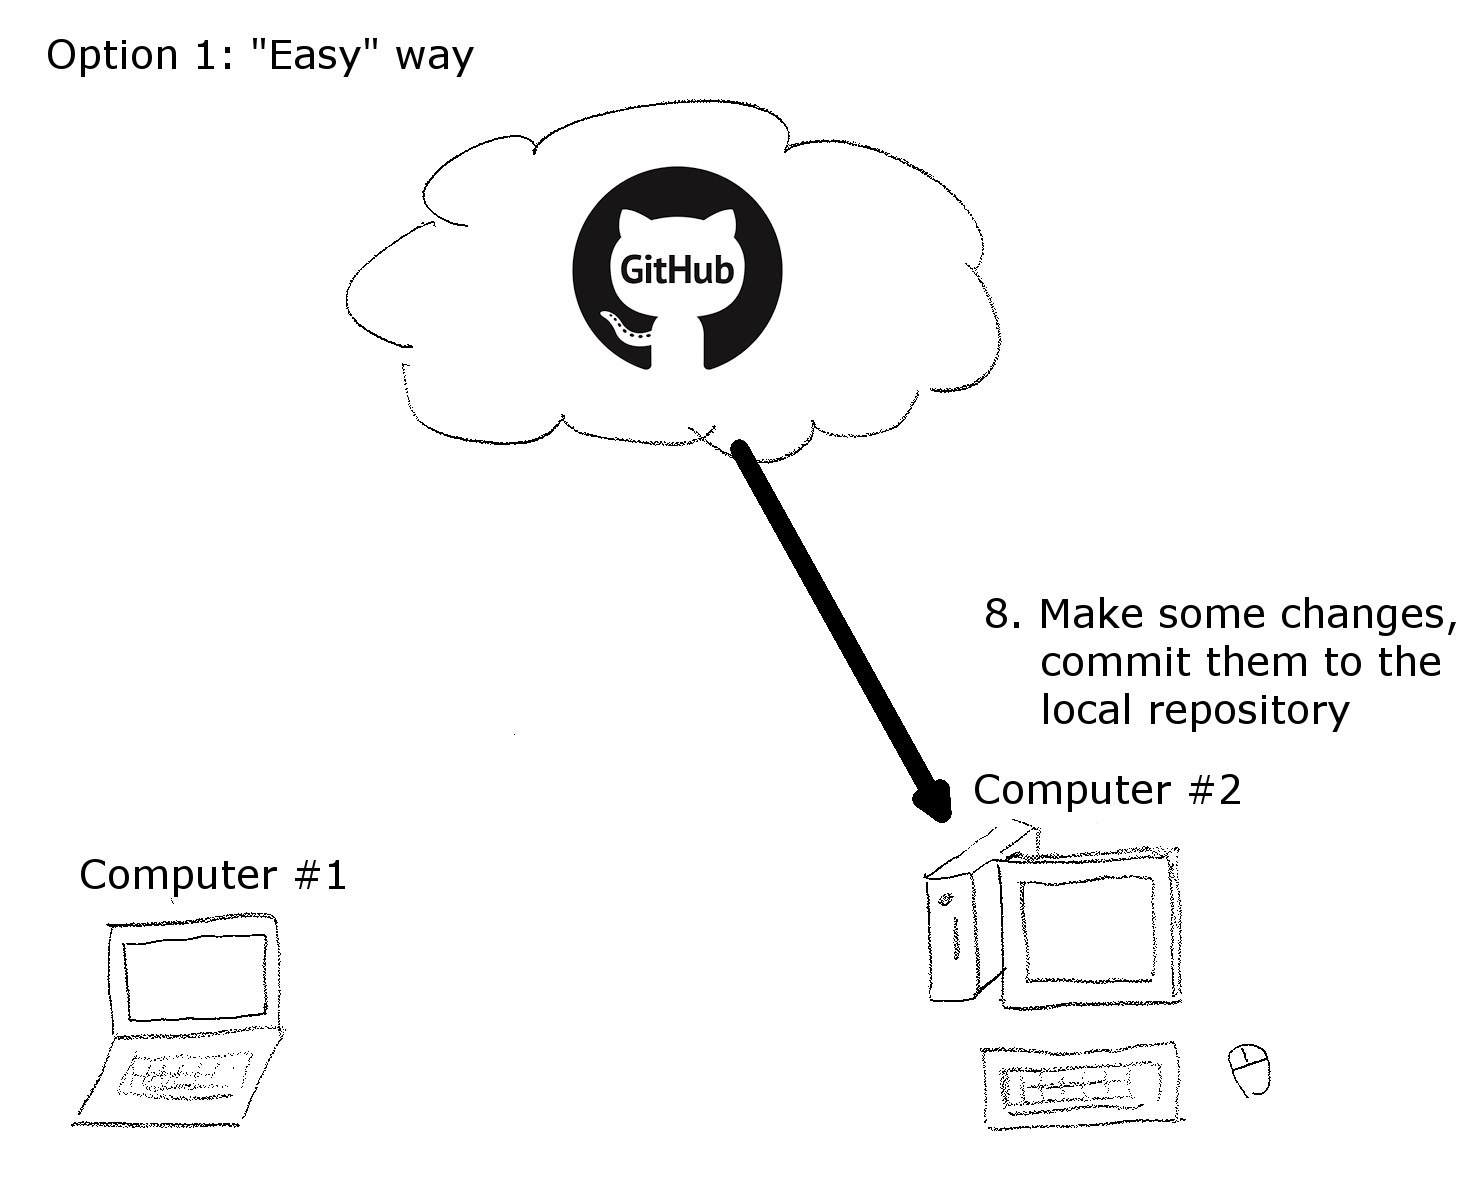 Option 1: "Easy" way
GitHub
8. Make some changes,
commit them to the
local repository
Computer #2
Computer #1